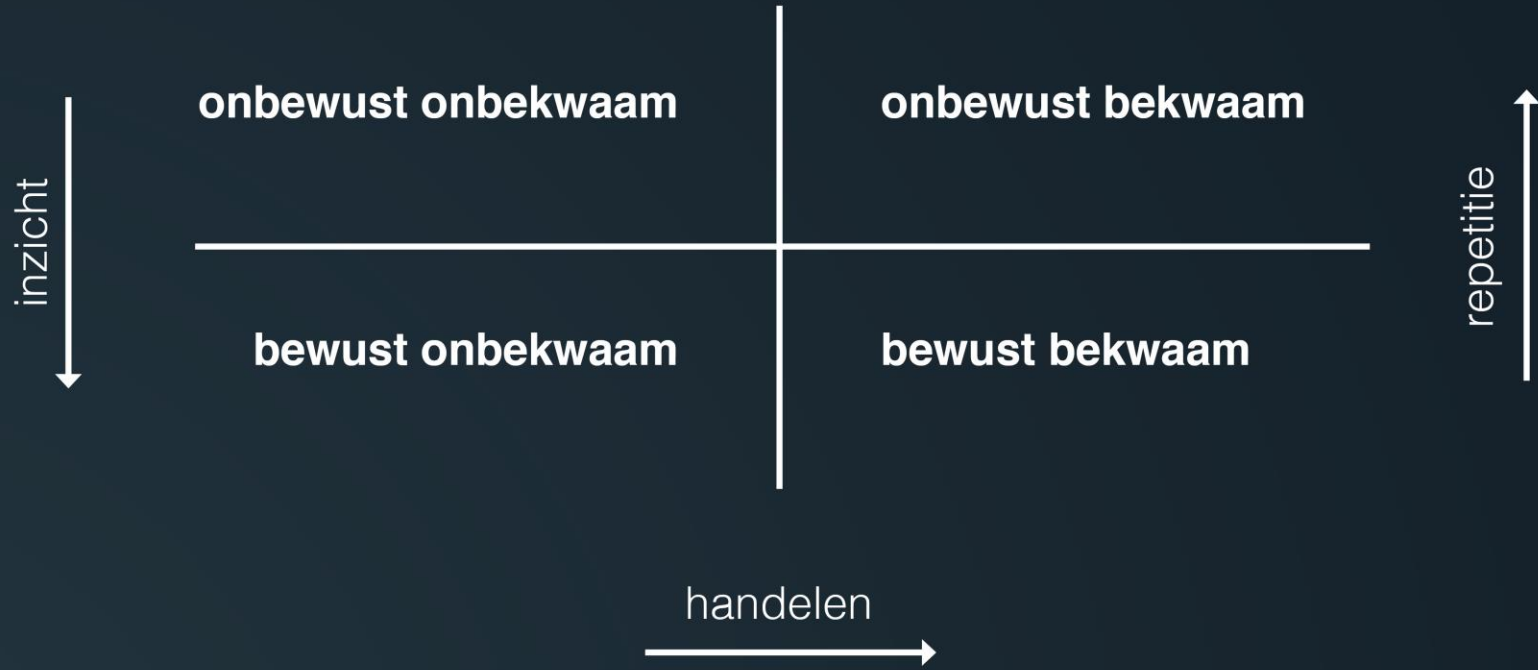 onbewust onbekwaam
onbewust bekwaam
inzicht
repetitie
bewust onbekwaam
bewust bekwaam
handelen